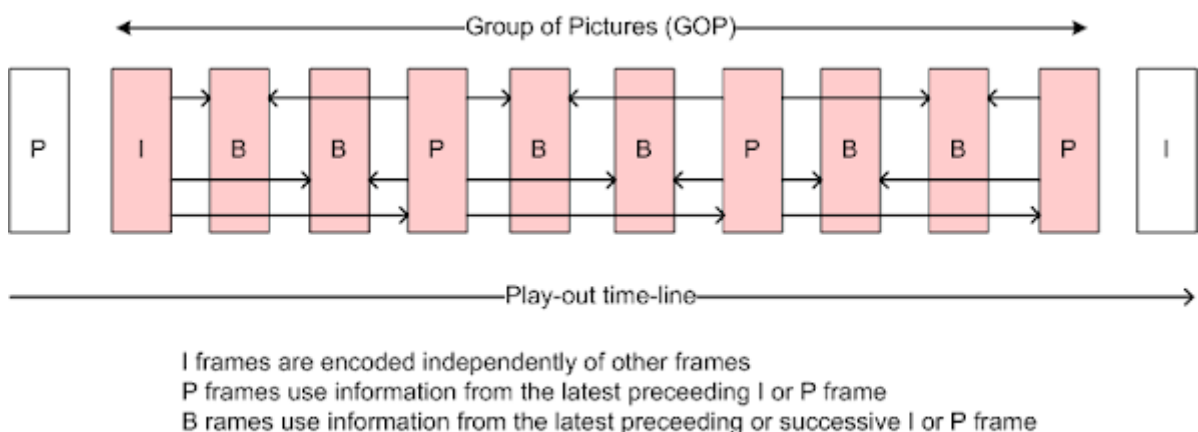 Group of Pictures (GOP)
P I B B P B B P B B P I
Play-out time-line
I frames are encoded independently of other frames
P frames use information from the latest preceeding I or P frame
B rames use information from the latest preceeding or successive I or P frame